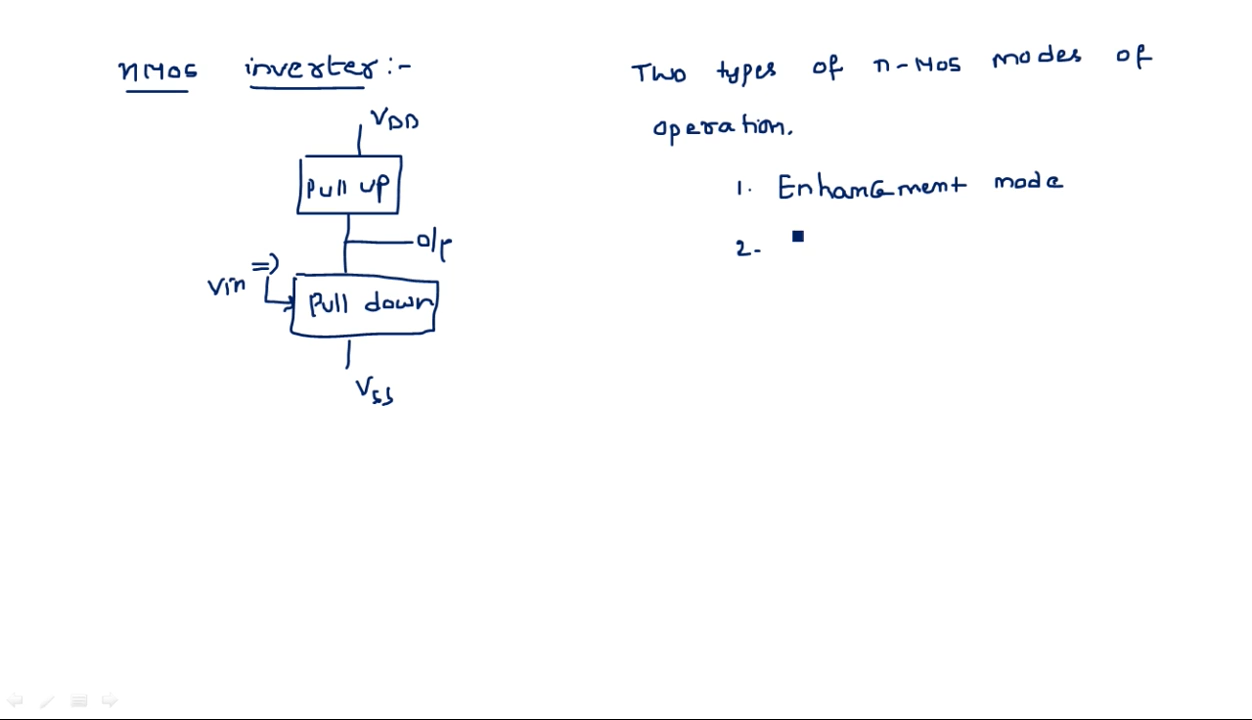 nMos inverter:-
VDD
Pull up
o/p
Vin =>
Pull down
VSS
Two types of n-Mos modes of
operation.
1. Enhancement mode
2-